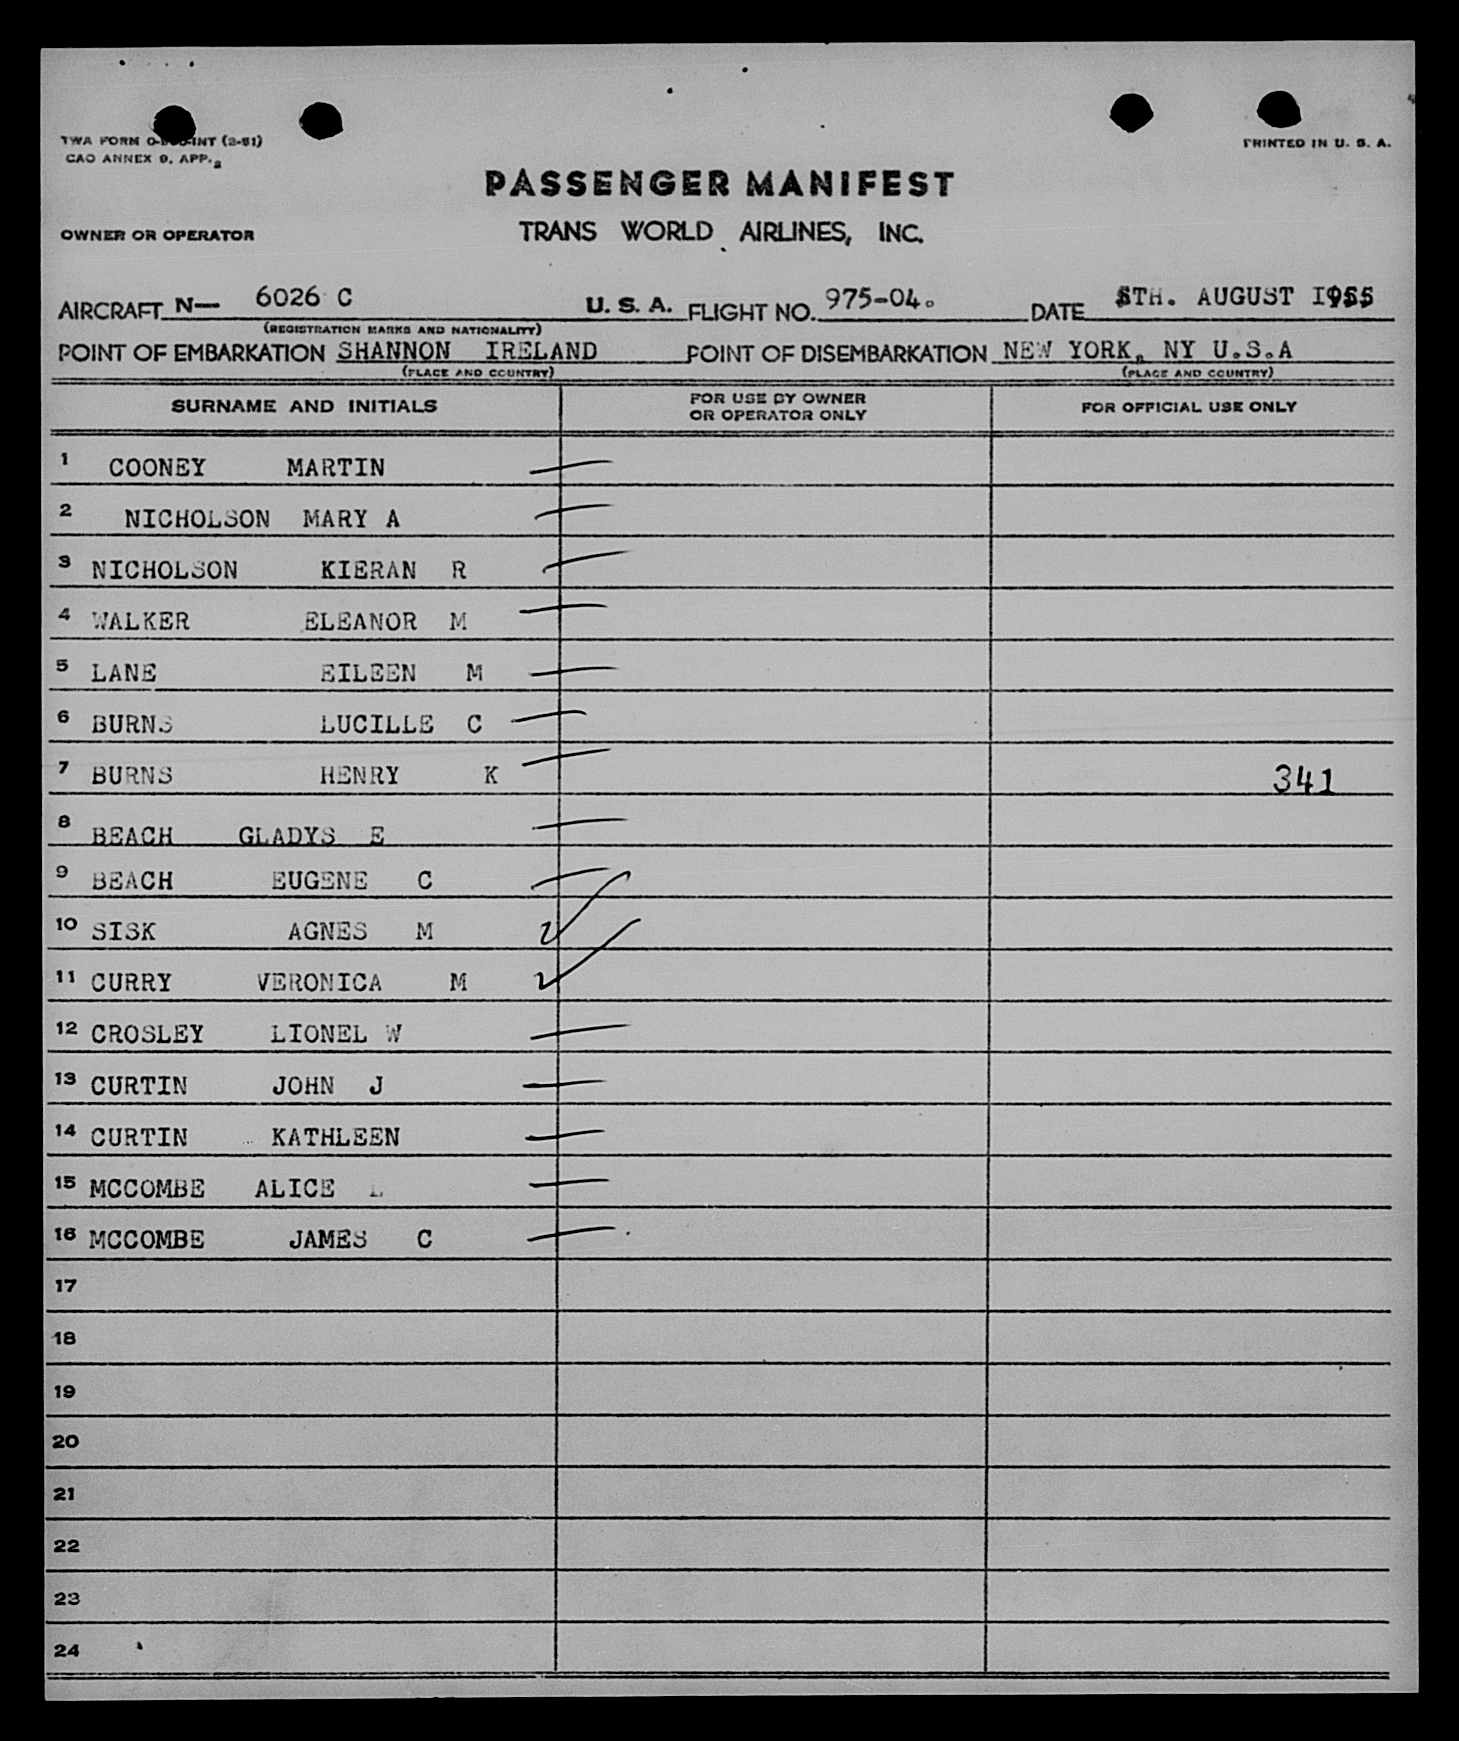 TWA FORM INT (2-51)
PRINTED IN U. S. A.
CAO ANNEX 9, APP.
PASSENGER MANIFEST
OWNER OR OPERATOR TRANS WORLD AIRLINES, INC.
AIRCRAFT N— 6026 C U. S. A. FLIGHT NO. 975-04. DATE TH. AUGUST I955
(REGISTRATION MARKS AND NATIONALITY)
POINT OF EMBARKATION SHANNON IRELAND POINT OF DISEMBARKATION NEW YORK, NY U.S.A
(PLACE AND COUNTRY) (PLACE AND COUNTRY)
SURNAME AND INITIALS FOR USE BY OWNER OR OPERATOR ONLY FOR OFFICIAL USE ONLY
1 COONEY MARTIN
2 NICHOLSON MARY A
3 NICHOLSON KIERAN R
4 WALKER ELEANOR M
5 LANE EILEEN M
6 BURNS LUCILLE C
7 BURNS HENRY K 341
8 BEACH GLADYS E
9 BEACH EUGENE C
10 SISK AGNES M
11 CURRY VERONICA M
12 CROSLEY LIONEL W
13 CURTIN JOHN J
14 CURTIN KATHLEEN
15 MCCOMBE ALICE L
16 MCCOMBE JAMES C
17
18
19
20
21
22
23
24